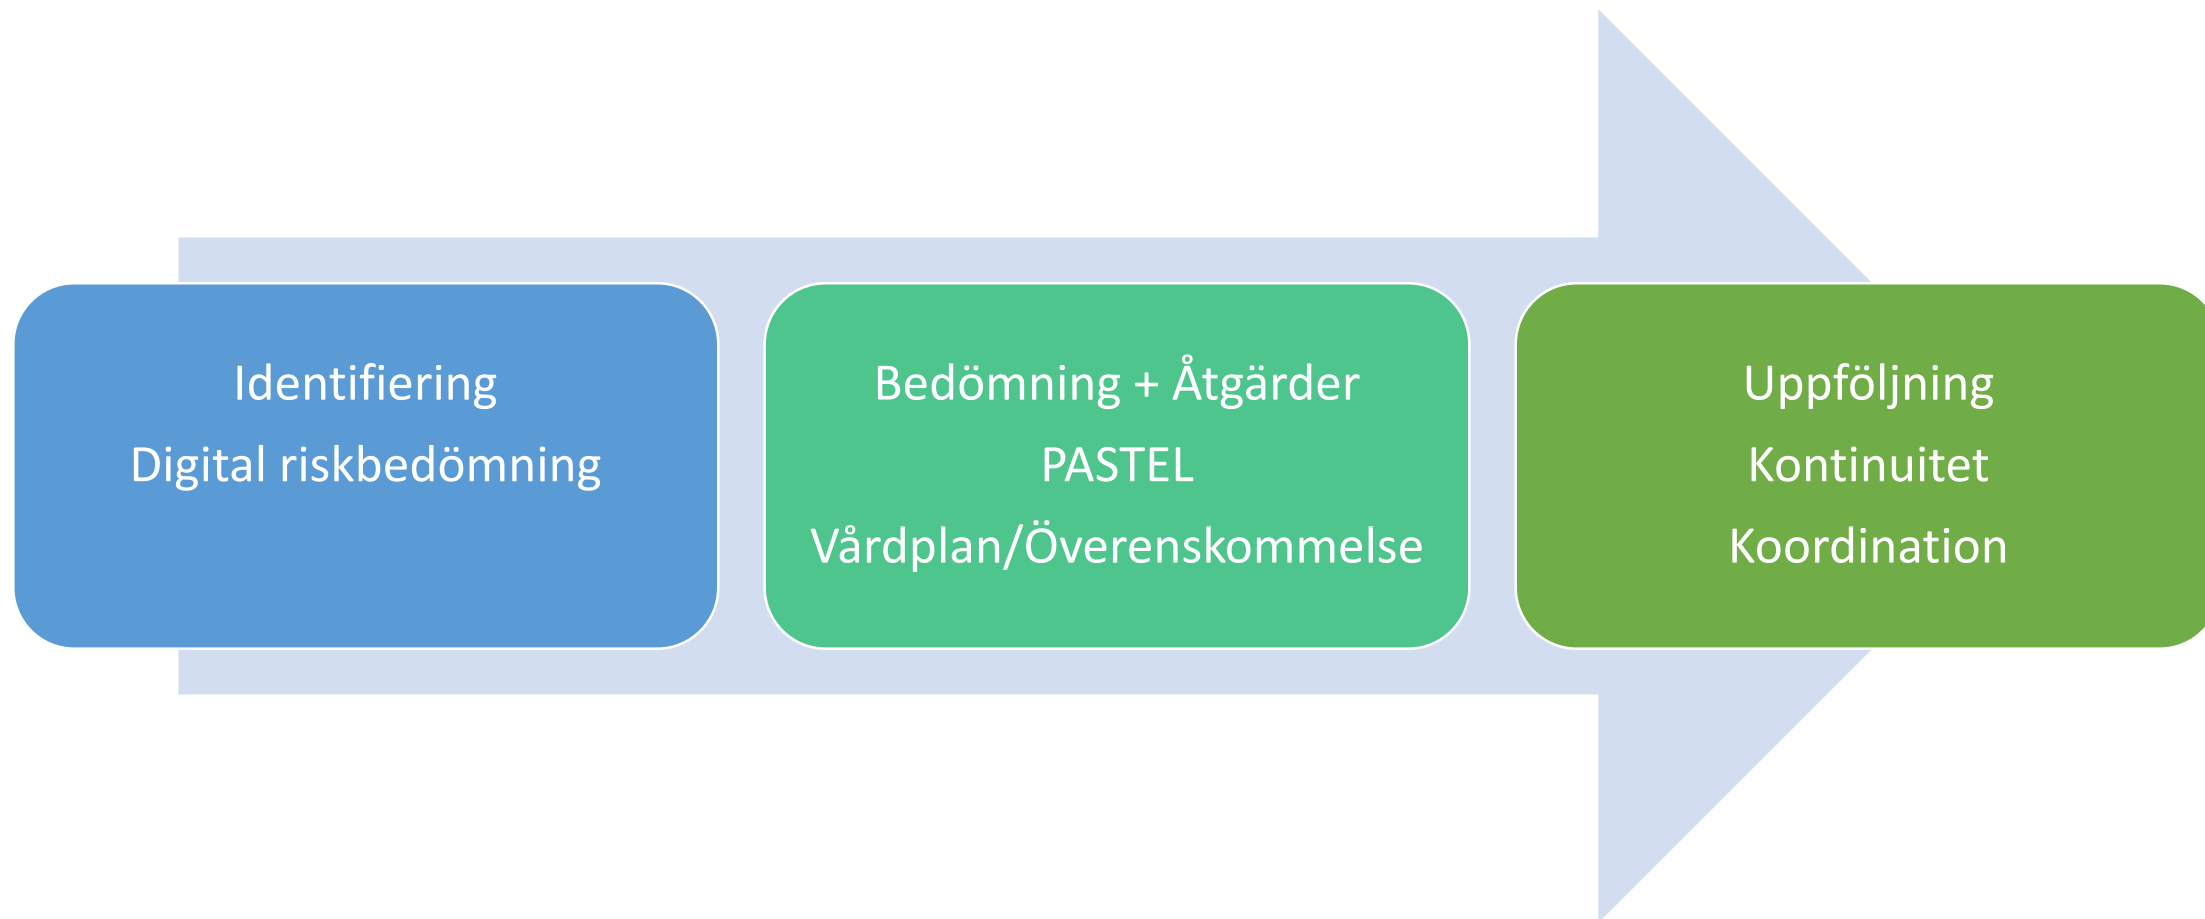 Identifiering
Digital riskbedömning
Bedömning + Åtgärder
PASTEL
Vårdplan/Överenskommelse
Uppföljning
Kontinuitet
Koordination